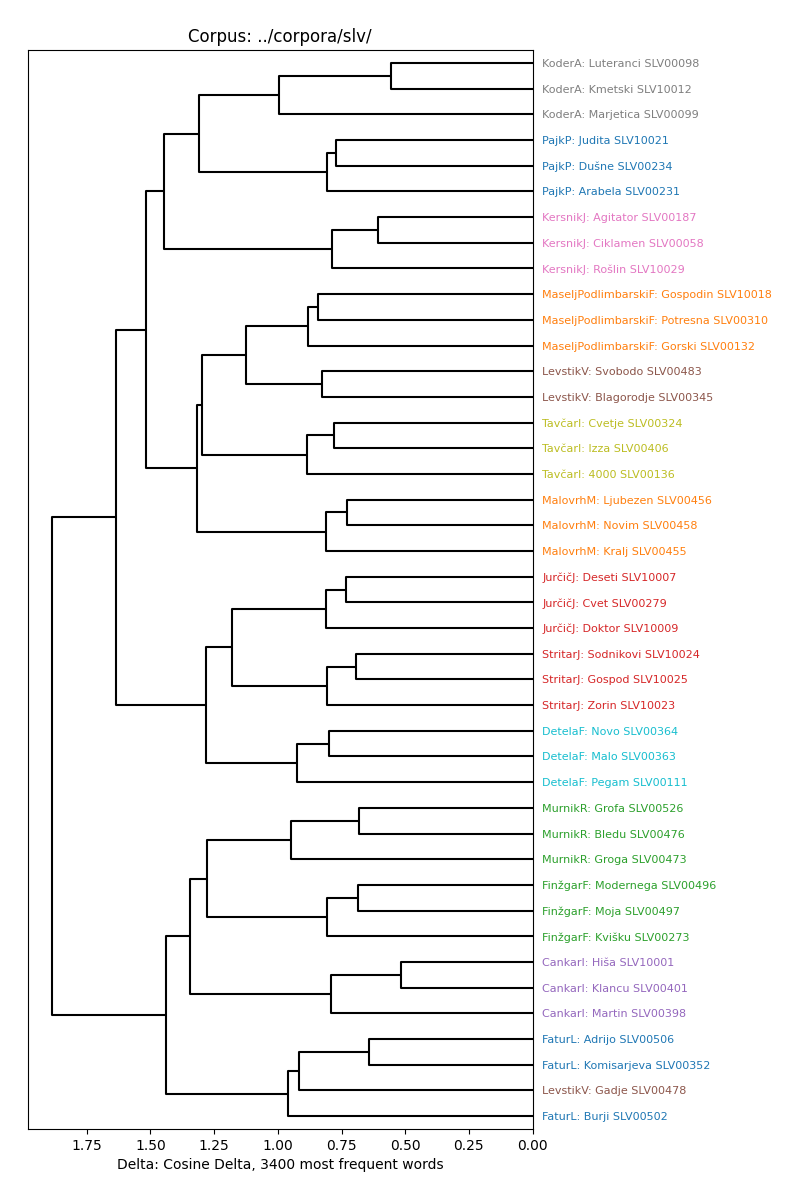 Corpus: ../corpora/slv/
KoderA: Luteranci SLV00098
KoderA: Kmetski SLV10012
KoderA: Marjetica SLV00099
PajkP: Judita SLV10021
PajkP: Dušne SLV00234
PajkP: Arabela SLV00231
KersnikJ: Agitator SLV00187
KersnikJ: Ciklamen SLV00058
KersnikJ: Rošlin SLV10029
MaseljPodlimbarskiF: Gospodin SLV10018
MaseljPodlimbarskiF: Potresna SLV00310
MaseljPodlimbarskiF: Gorski SLV00132
LevstikV: Svobodo SLV00483
LevstikV: Blagorodje SLV00345
TavčarI: Cvetje SLV00324
TavčarI: Izza SLV00406
TavčarI: 4000 SLV00136
MalovrhM: Ljubezen SLV00456
MalovrhM: Novim SLV00458
MalovrhM: Kralj SLV00455
JurčičJ: Deseti SLV10007
JurčičJ: Cvet SLV00279
JurčičJ: Doktor SLV10009
StritarJ: Sodnikovi SLV10024
StritarJ: Gospod SLV10025
StritarJ: Zorin SLV10023
DetelaF: Novo SLV00364
DetelaF: Malo SLV00363
DetelaF: Pegam SLV00111
MurnikR: Grofa SLV00526
MurnikR: Bledu SLV00476
MurnikR: Groga SLV00473
FinžgarF: Modernega SLV00496
FinžgarF: Moja SLV00497
FinžgarF: Kvišku SLV00273
CankarI: Hiša SLV10001
CankarI: Klancu SLV00401
CankarI: Martin SLV00398
FaturL: Adrijo SLV00506
FaturL: Komisarjeva SLV00352
LevstikV: Gadje SLV00478
FaturL: Burji SLV00502
1.75 1.50 1.25 1.00 0.75 0.50 0.25 0.00
Delta: Cosine Delta, 3400 most frequent words